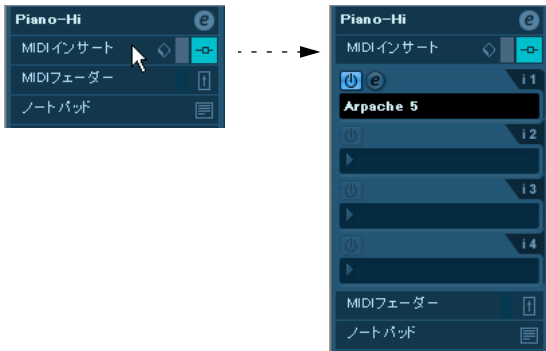 Piano-Hi
MIDIインサート
MIDIフェーダー
ノートパッド
Piano-Hi
MIDIインサート
i 1
Arpache 5
i 2
i 3
i 4
MIDIフェーダー
ノートパッド